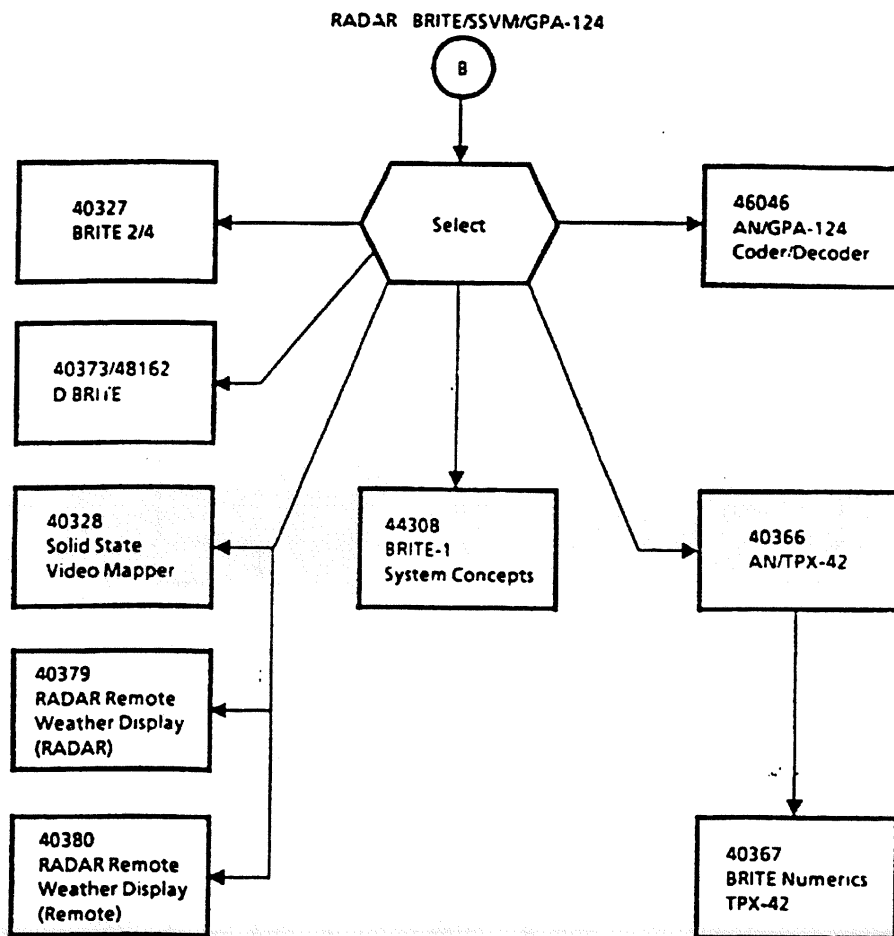 RADAR BRITE/SSVM/GPA-124
B
Select
40327
BRITE 2/4
46046
AN/GPA-124
Coder/Decoder
40373/48162
D BRITE
40328
Solid State
Video Mapper
44308
BRITE-1
System Concepts
40366
AN/TPX-42
40379
RADAR Remote
Weather Display
(RADAR)
40380
RADAR Remote
Weather Display
(Remote)
40367
BRITE Numerics
TPX-42